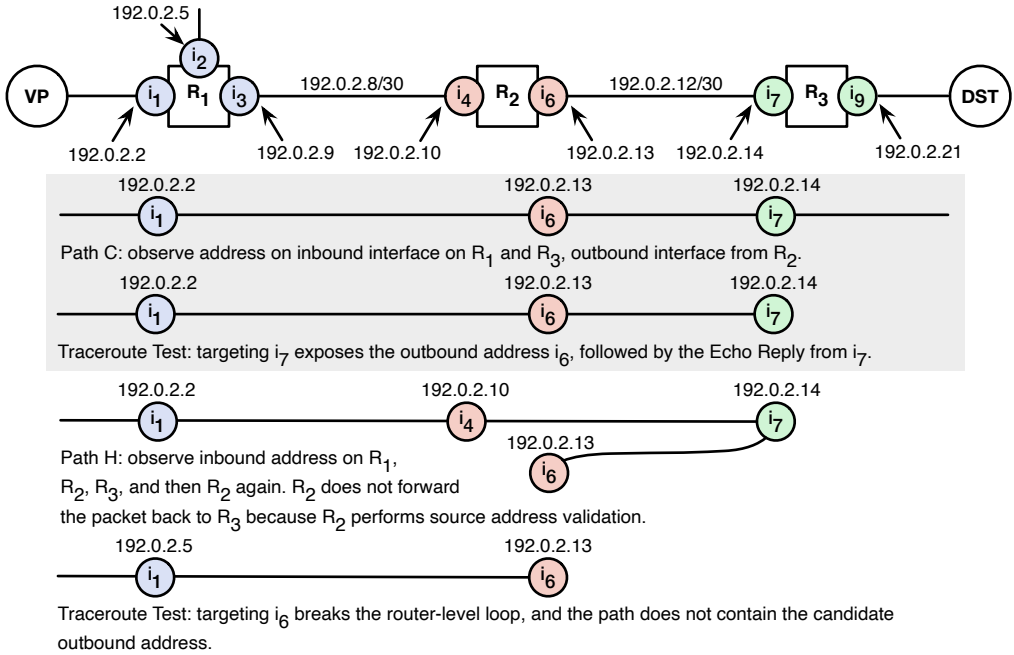 192.0.2.5
i2
VP
i1
R1
i3
192.0.2.8/30
i4
R2
i6
192.0.2.12/30
i7
R3
i9
DST
192.0.2.2
192.0.2.9
192.0.2.10
192.0.2.13
192.0.2.14
192.0.2.21
192.0.2.2
192.0.2.13
192.0.2.14
i1
i6
i7
Path C: observe address on inbound interface on R1 and R3, outbound interface from R2.
192.0.2.2
192.0.2.13
192.0.2.14
i1
i6
i7
Traceroute Test: targeting i7 exposes the outbound address i6, followed by the Echo Reply from i7.
192.0.2.2
192.0.2.10
192.0.2.14
i1
i4
i7
192.0.2.13
i6
Path H: observe inbound address on R1,
R2, R3, and then R2 again. R2 does not forward
the packet back to R3 because R2 performs source address validation.
192.0.2.5
192.0.2.13
i1
i6
Traceroute Test: targeting i6 breaks the router-level loop, and the path does not contain the candidate
outbound address.